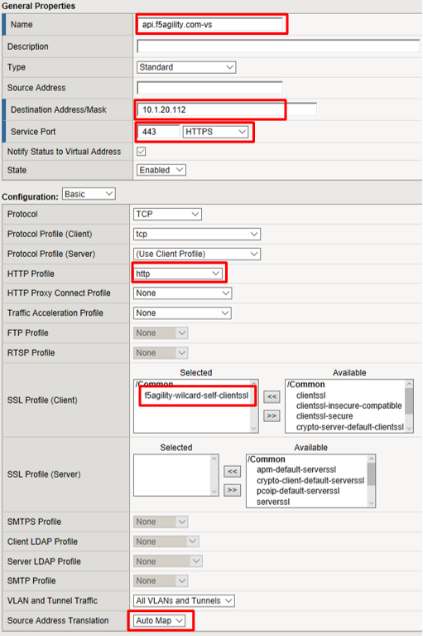 General Properties
Name api.f5agility.com-vs
Description
Type Standard
Source Address
Destination Address/Mask 10.1.20.112
Service Port 443 HTTPS
Notify Status to Virtual Address
State Enabled
Configuration: Basic
Protocol TCP
Protocol Profile (Client) tcp
Protocol Profile (Server) (Use Client Profile)
HTTP Profile http
HTTP Proxy Connect Profile None
Traffic Acceleration Profile None
FTP Profile None
RTSP Profile None
SSL Profile (Client)
Selected
/Common
f5agility-wilcard-self-clientssl
<<
>>
Available
/Common
clientssl
clientssl-insecure-compatible
clientssl-secure
crypto-server-default-clientssl
SSL Profile (Server)
Selected
<<
>>
Available
/Common
apm-default-serverssl
crypto-client-default-serverssl
pcoip-default-serverssl
serverssl
SMTPS Profile None
Client LDAP Profile None
Server LDAP Profile None
SMTP Profile None
VLAN and Tunnel Traffic All VLANs and Tunnels
Source Address Translation Auto Map